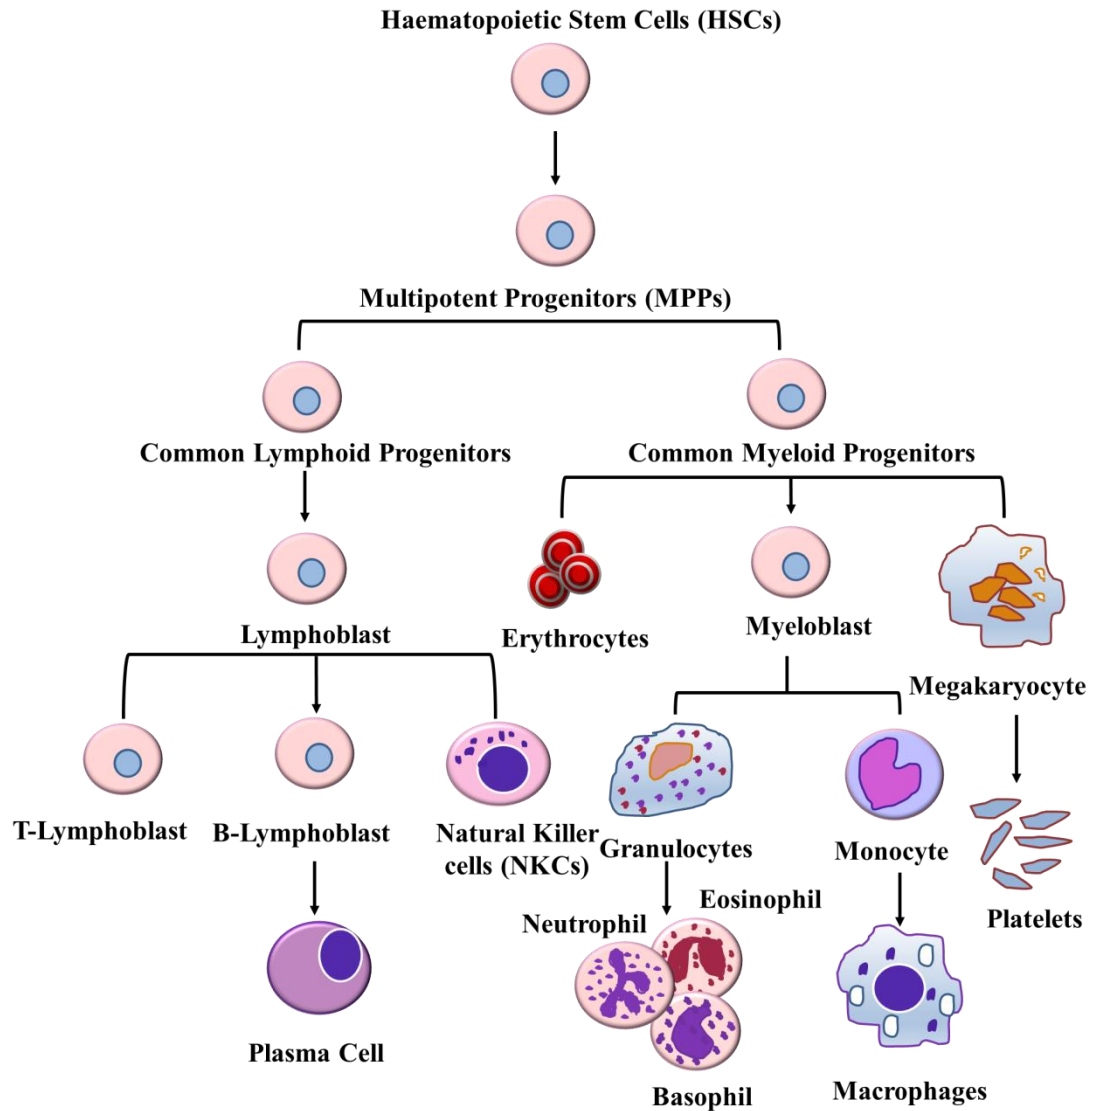 Haematopoietic Stem Cells (HSCs)
Multipotent Progenitors (MPPs)
Common Lymphoid Progenitors
Common Myeloid Progenitors
Lymphoblast
Erythrocytes
Myeloblast
Megakaryocyte
T-Lymphoblast
B-Lymphoblast
Natural Killer
cells (NKCs)
Granulocytes
Monocyte
Platelets
Neutrophil
Eosinophil
Plasma Cell
Basophil
Macrophages